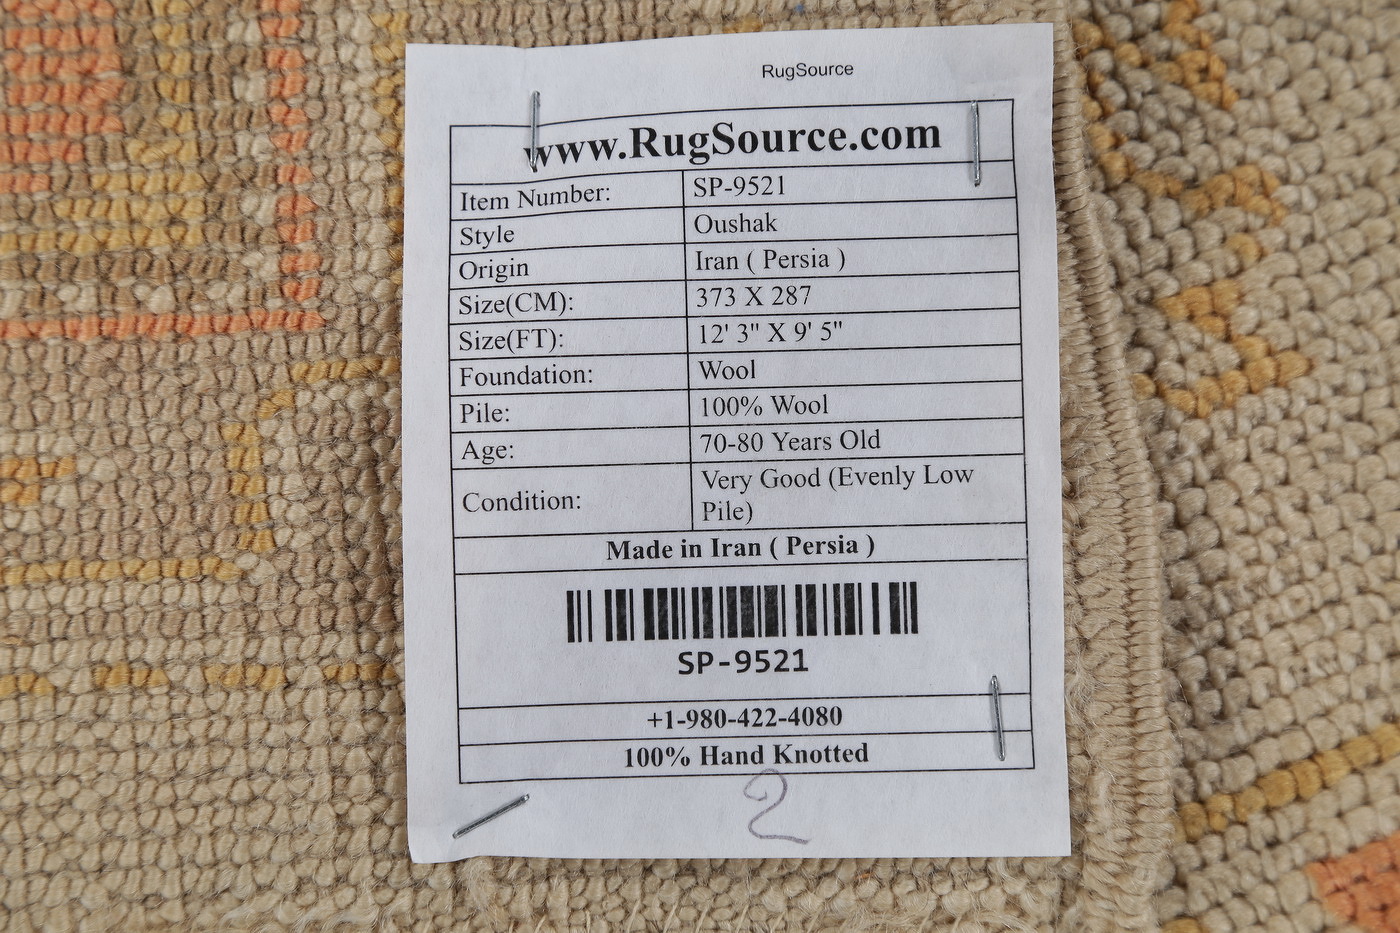 RugSource
www.RugSource.com
Item Number: SP-9521
Style Oushak
Origin Iran ( Persia )
Size(CM): 373 X 287
Size(FT): 12' 3" X 9' 5"
Foundation: Wool
Pile: 100% Wool
Age: 70-80 Years Old
Condition: Very Good (Evenly Low
Pile)
Made in Iran ( Persia )
SP-9521
+1-980-422-4080
100% Hand Knotted
2